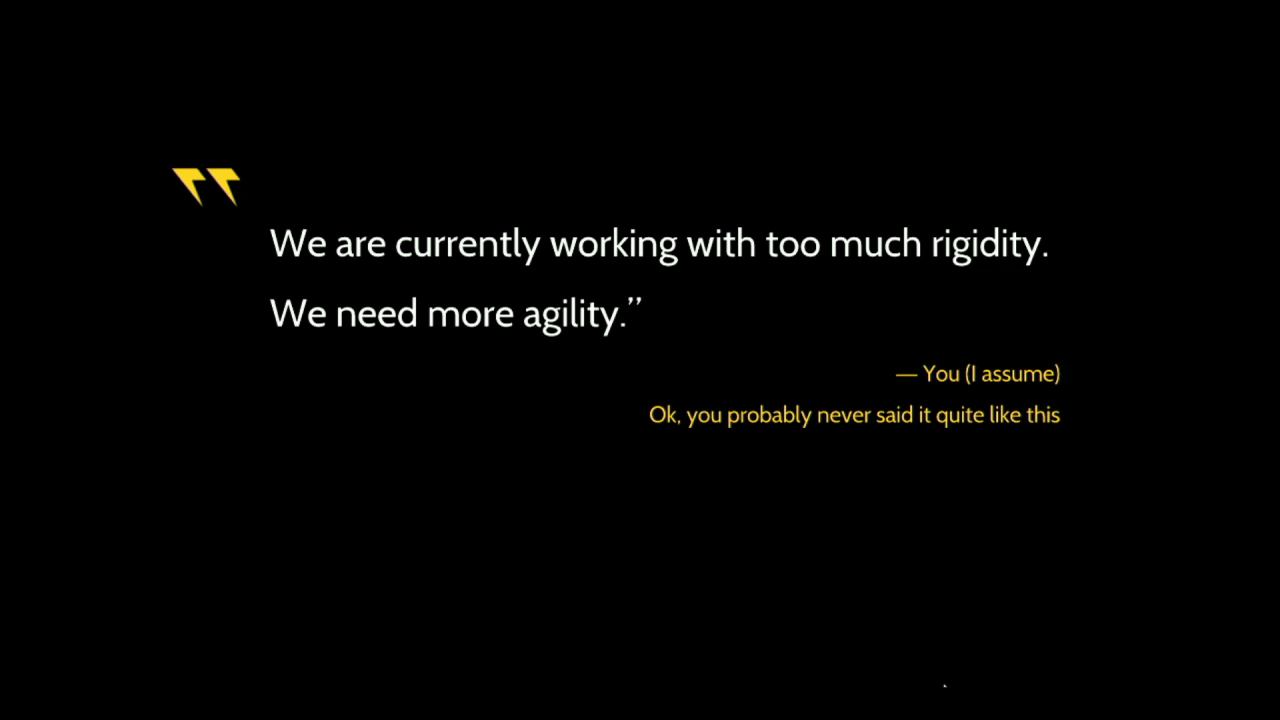 We are currently working with too much rigidity.
We need more agility.”
— You (I assume)
Ok, you probably never said it quite like this